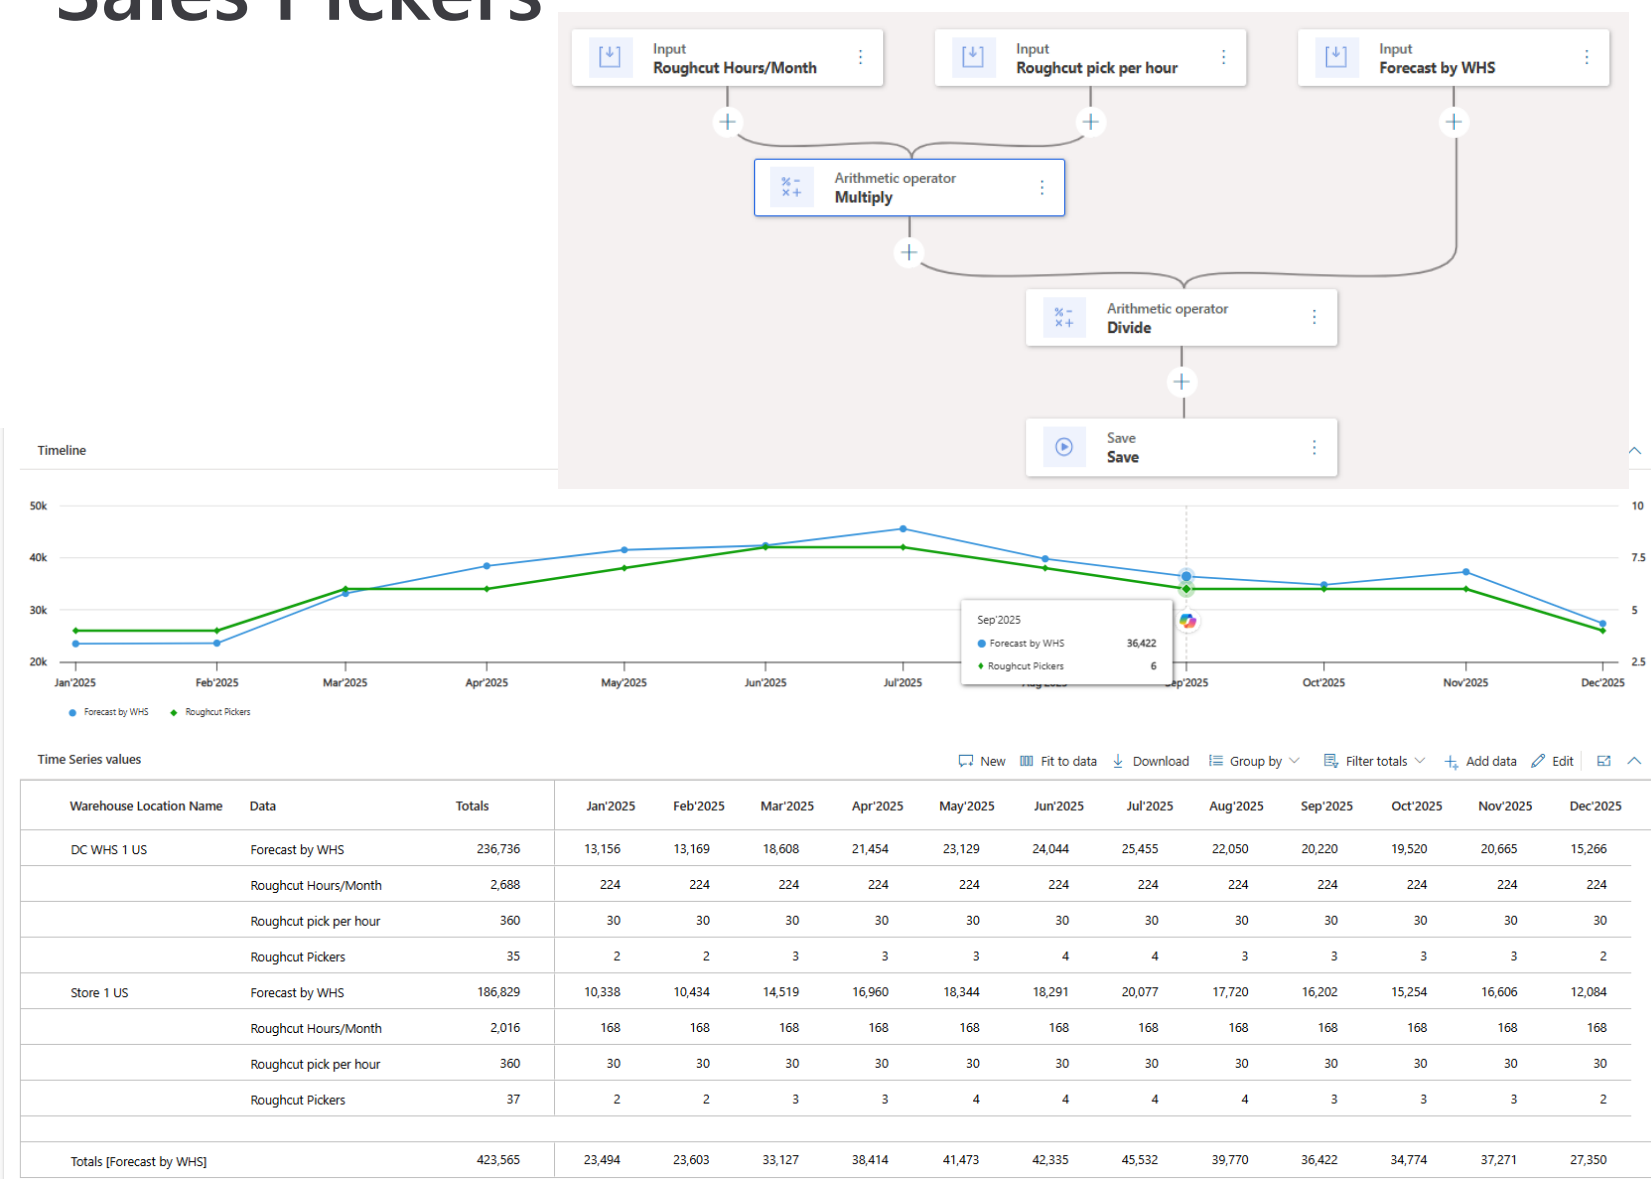 Sales Pickers
Input
Roughcut Hours/Month
Input
Roughcut pick per hour
Input
Forecast by WHS
Arithmetic operator
Multiply
Arithmetic operator
Divide
Save
Save
Timeline
50k 10
40k 7.5
30k 5
20k 2.5
Sep'2025
Forecast by WHS 36,422
Roughcut Pickers 6
Jan'2025 Feb'2025 Mar'2025 Apr'2025 May'2025 Jun'2025 Jul'2025 Aug'2025 ep'2025 Oct'2025 Nov'2025 Dec'2025
Forecast by WHS Roughcut Pickers
Time Series values New Fit to data Download Group by Filter totals Add data Edit
Warehouse Location Name Data Totals Jan'2025 Feb'2025 Mar'2025 Apr'2025 May'2025 Jun'2025 Jul'2025 Aug'2025 Sep'2025 Oct'2025 Nov'2025 Dec'2025
DC WHS 1 US Forecast by WHS 236,736 13,156 13,169 18,608 21,454 23,129 24,044 25,455 22,050 20,220 19,520 20,665 15,266
Roughcut Hours/Month 2,688 224 224 224 224 224 224 224 224 224 224 224 224
Roughcut pick per hour 360 30 30 30 30 30 30 30 30 30 30 30 30
Roughcut Pickers 35 2 2 3 3 3 4 4 3 3 3 3 2
Store 1 US Forecast by WHS 186,829 10,338 10,434 14,519 16,960 18,344 18,291 20,077 17,720 16,202 15,254 16,606 12,084
Roughcut Hours/Month 2,016 168 168 168 168 168 168 168 168 168 168 168 168
Roughcut pick per hour 360 30 30 30 30 30 30 30 30 30 30 30 30
Roughcut Pickers 37 2 2 3 3 4 4 4 4 3 3 3 2
Totals [Forecast by WHS] 423,565 23,494 23,603 33,127 38,414 41,473 42,335 45,532 39,770 36,422 34,774 37,271 27,350